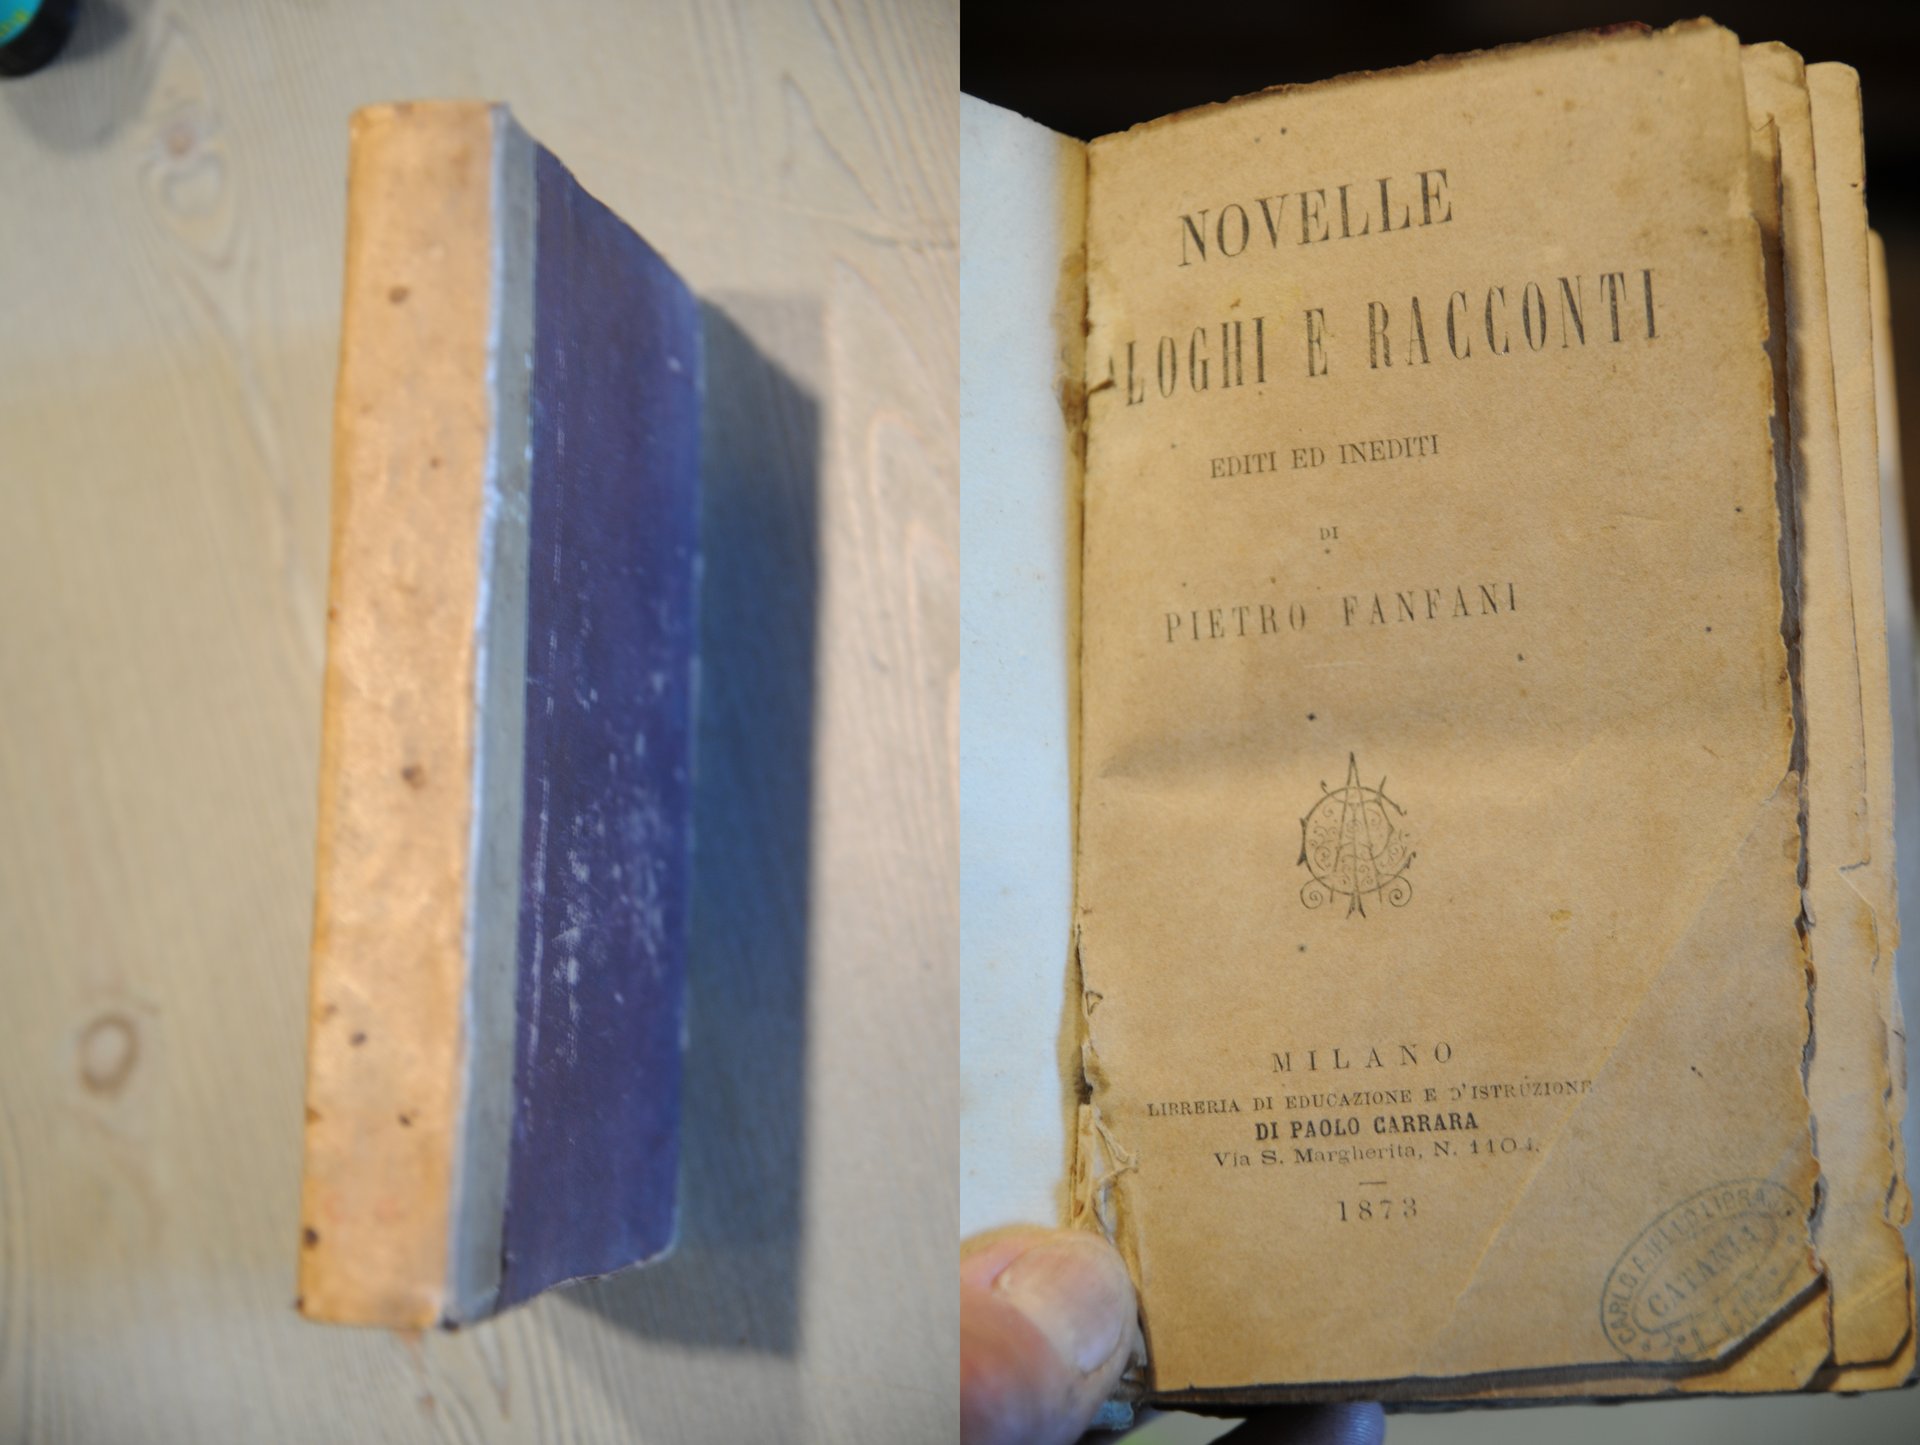 NOVELLE
LOGHI E RACCONTI
EDITI ED INEDITI
DI
PIETRO FANFANI
MILANO
LIBRERIA DI EDUCAZIONE E D'ISTRUZIONE
DI PAOLO CARRARA
Via S. Margherita, N. 1104.
1873
CATANIA